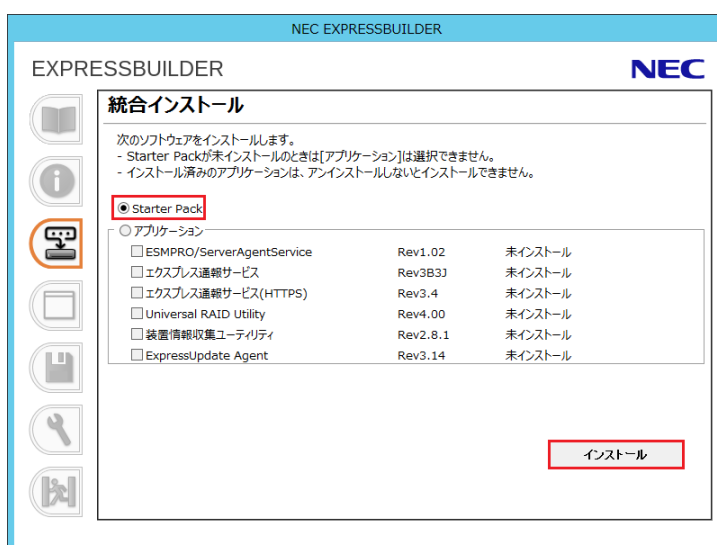 NEC EXPRESSBUILDER
EXPRESSBUILDER
NEC
統合インストール
次のソフトウェアをインストールします。
- Starter Packが未インストールのときは[アプリケーション]は選択できません。
- インストール済みのアプリケーションは、アンインストールしないとインストールできません。
Starter Pack
アプリケーション
ESMPRO/ServerAgentService Rev1.02 未インストール
エクスプレス通報サービス Rev3B3J 未インストール
エクスプレス通報サービス(HTTPS) Rev3.4 未インストール
Universal RAID Utility Rev4.00 未インストール
装置情報収集ユーティリティ Rev2.8.1 未インストール
ExpressUpdate Agent Rev3.14 未インストール
インストール